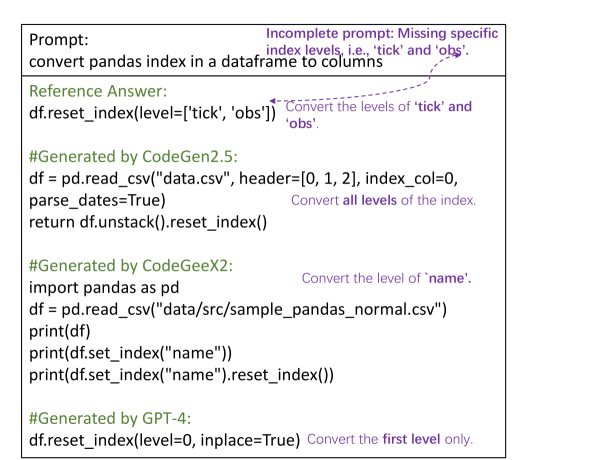 Prompt:
Incomplete prompt: Missing specific
index levels, i.e., ‘tick’ and ‘obs’.
convert pandas index in a dataframe to columns
Reference Answer:
df.reset_index(level=['tick', 'obs'])
Convert the levels of ‘tick’ and
‘obs’.
#Generated by CodeGen2.5:
df = pd.read_csv("data.csv", header=[0, 1, 2], index_col=0,
parse_dates=True)
Convert all levels of the index.
return df.unstack().reset_index()
#Generated by CodeGeeX2:
Convert the level of `name’.
import pandas as pd
df = pd.read_csv("data/src/sample_pandas_normal.csv")
print(df)
print(df.set_index("name"))
print(df.set_index("name").reset_index())
#Generated by GPT-4:
df.reset_index(level=0, inplace=True)
Convert the first level only.